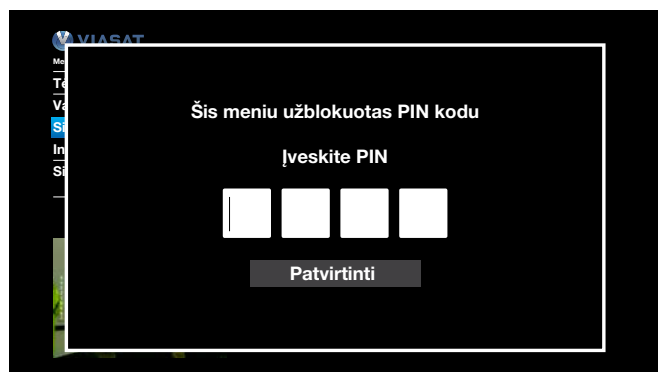 VIASAT
Šis meniu užblokuotas PIN kodu
Įveskite PIN
Patvirtinti